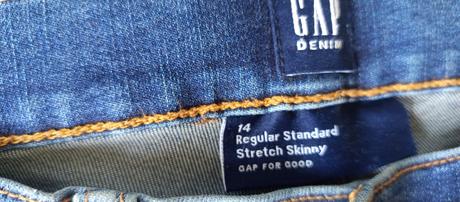 GAP
DENIM
14
Regular Standard
Stretch Skinny
GAP FOR GOOD